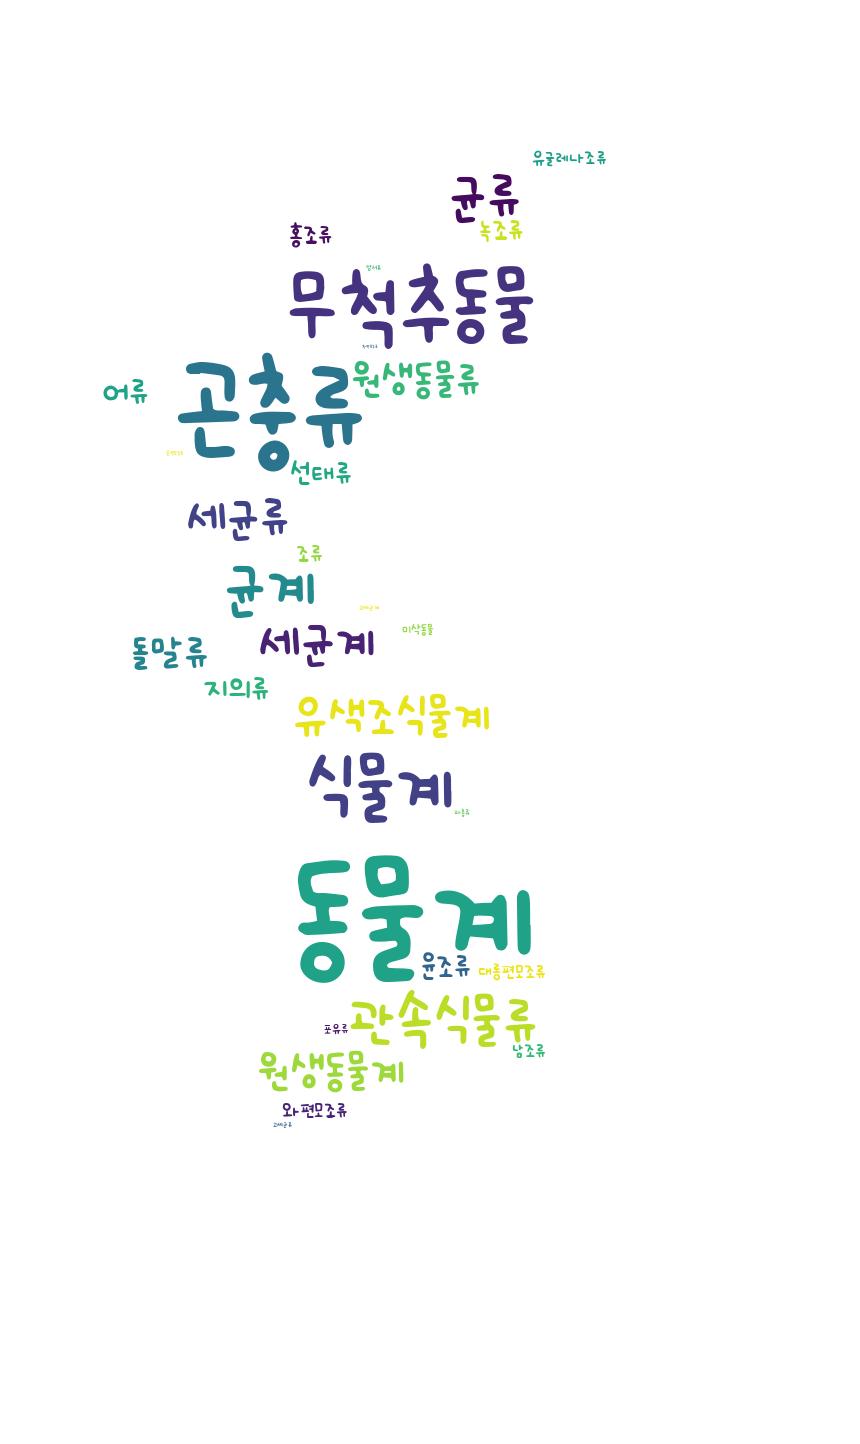 유글레나조류
균류
녹조류
홍조류
무척추동물
원생동물류
곤충류
어류
선태류
세균류
조류
균계
미삭동물
세균계
돌말류
지의류
유색조식물계
식물계
동물계
윤조류
대롱편모조류
관속식물류
포유류
남조류
원생동물계
와편모조류